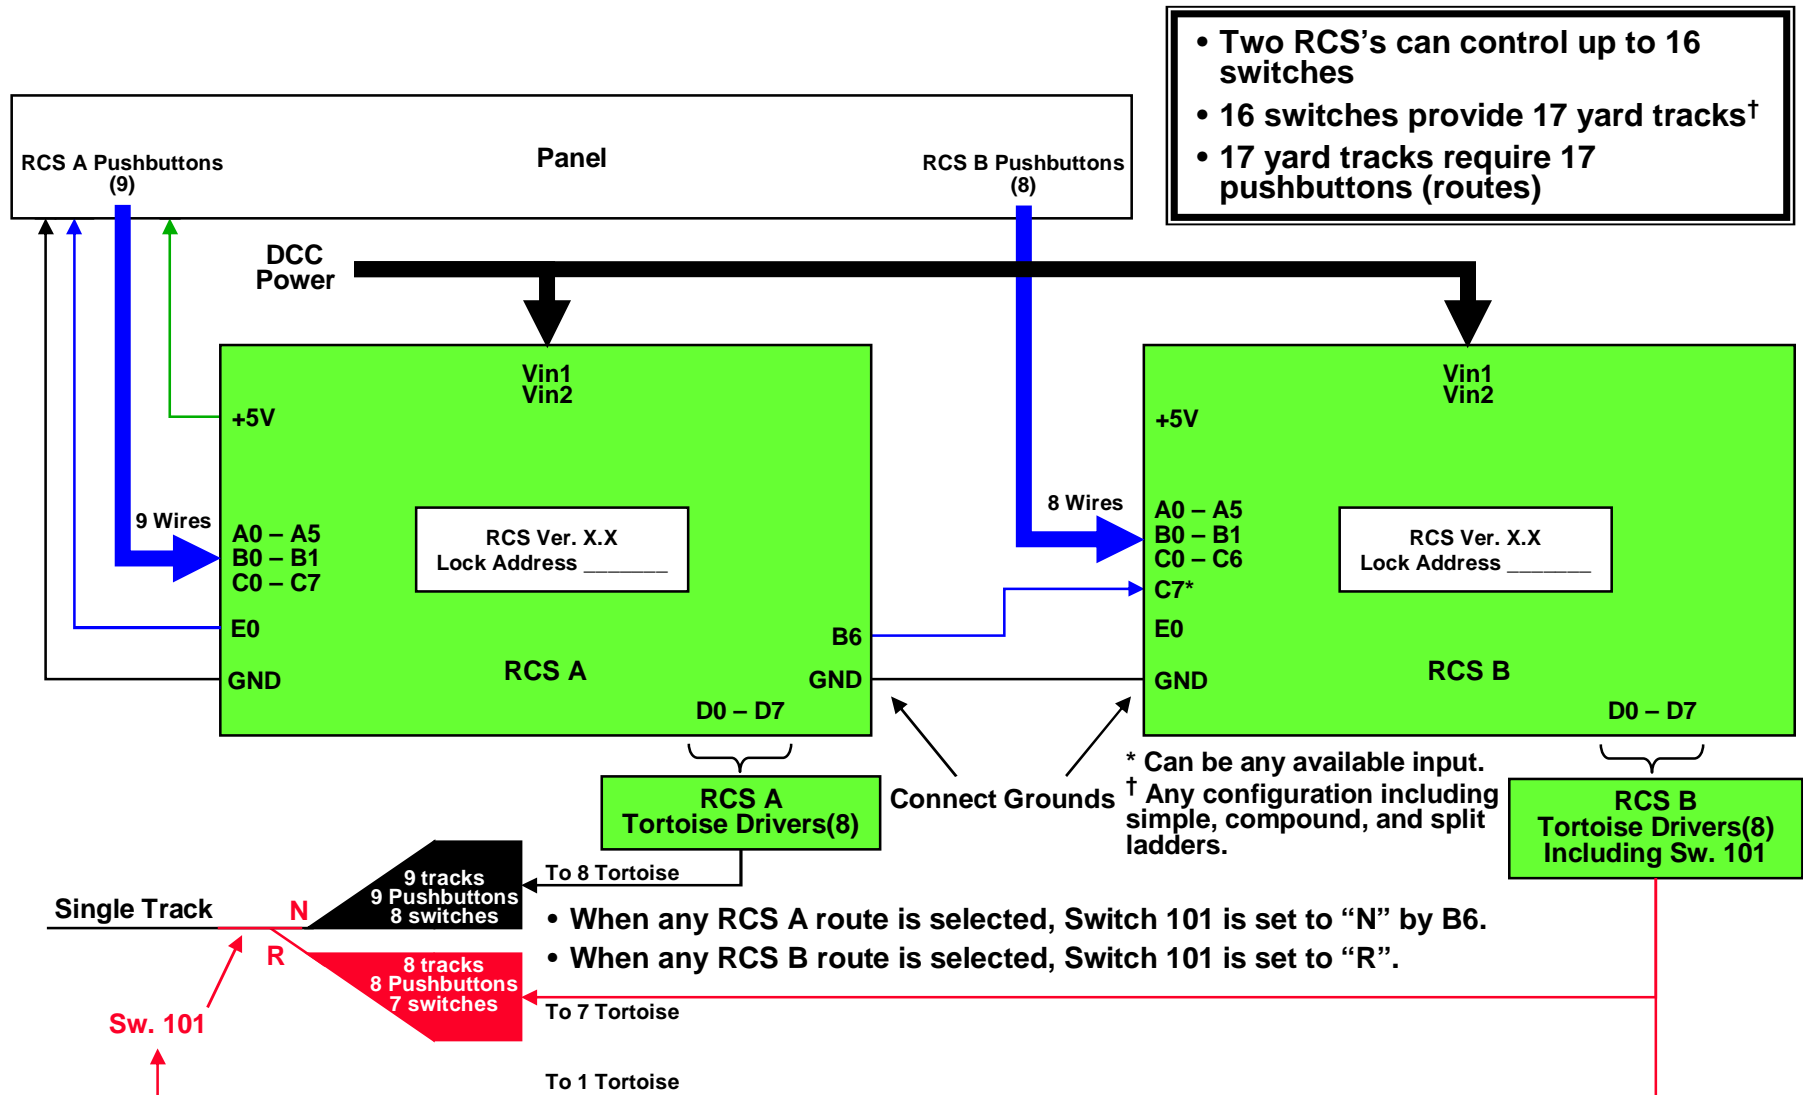 • Two RCS’s can control up to 16
switches
• 16 switches provide 17 yard tracks†
• 17 yard tracks require 17
pushbuttons (routes)
RCS A Pushbuttons
(9)
Panel
RCS B Pushbuttons
(8)
DCC
Power
Vin1
Vin2
+5V
9 Wires
A0 – A5
B0 – B1
C0 – C7
RCS Ver. X.X
Lock Address _______
E0
B6
GND
RCS A
GND
D0 – D7
Vin1
Vin2
+5V
8 Wires
A0 – A5
B0 – B1
C0 – C6
C7*
RCS Ver. X.X
Lock Address _______
E0
GND
RCS B
D0 – D7
RCS A
Tortoise Drivers(8)
Connect Grounds
* Can be any available input.
† Any configuration including
simple, compound, and split
ladders.
RCS B
Tortoise Drivers(8)
Including Sw. 101
To 8 Tortoise
9 tracks
9 Pushbuttons
8 switches
Single Track
N
R
• When any RCS A route is selected, Switch 101 is set to “N” by B6.
• When any RCS B route is selected, Switch 101 is set to “R”.
8 tracks
8 Pushbuttons
7 switches
To 7 Tortoise
Sw. 101
To 1 Tortoise